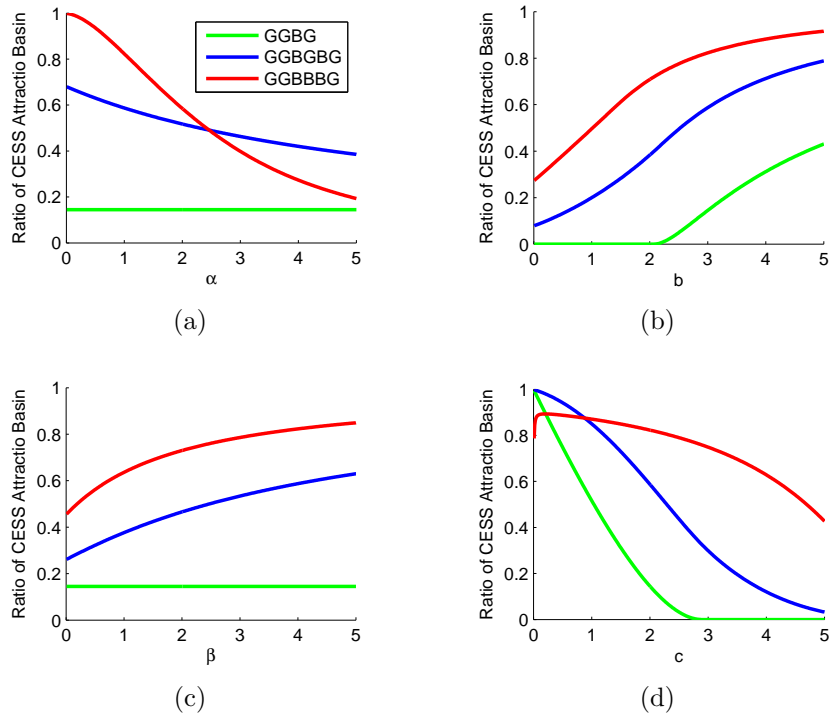 Ratio of CESS Attractio Basin
1
0.8
0.6
0.4
0.2
0
0 1 2 3 4 5
α
GGBG
GGBGBG
GGBBBG
(a)
Ratio of CESS Attractio Basin
1
0.8
0.6
0.4
0.2
0
0 1 2 3 4 5
b
(b)
Ratio of CESS Attractio Basin
1
0.8
0.6
0.4
0.2
0
0 1 2 3 4 5
β
(c)
Ratio of CESS Attractio Basin
1
0.8
0.6
0.4
0.2
0
0 1 2 3 4 5
c
(d)